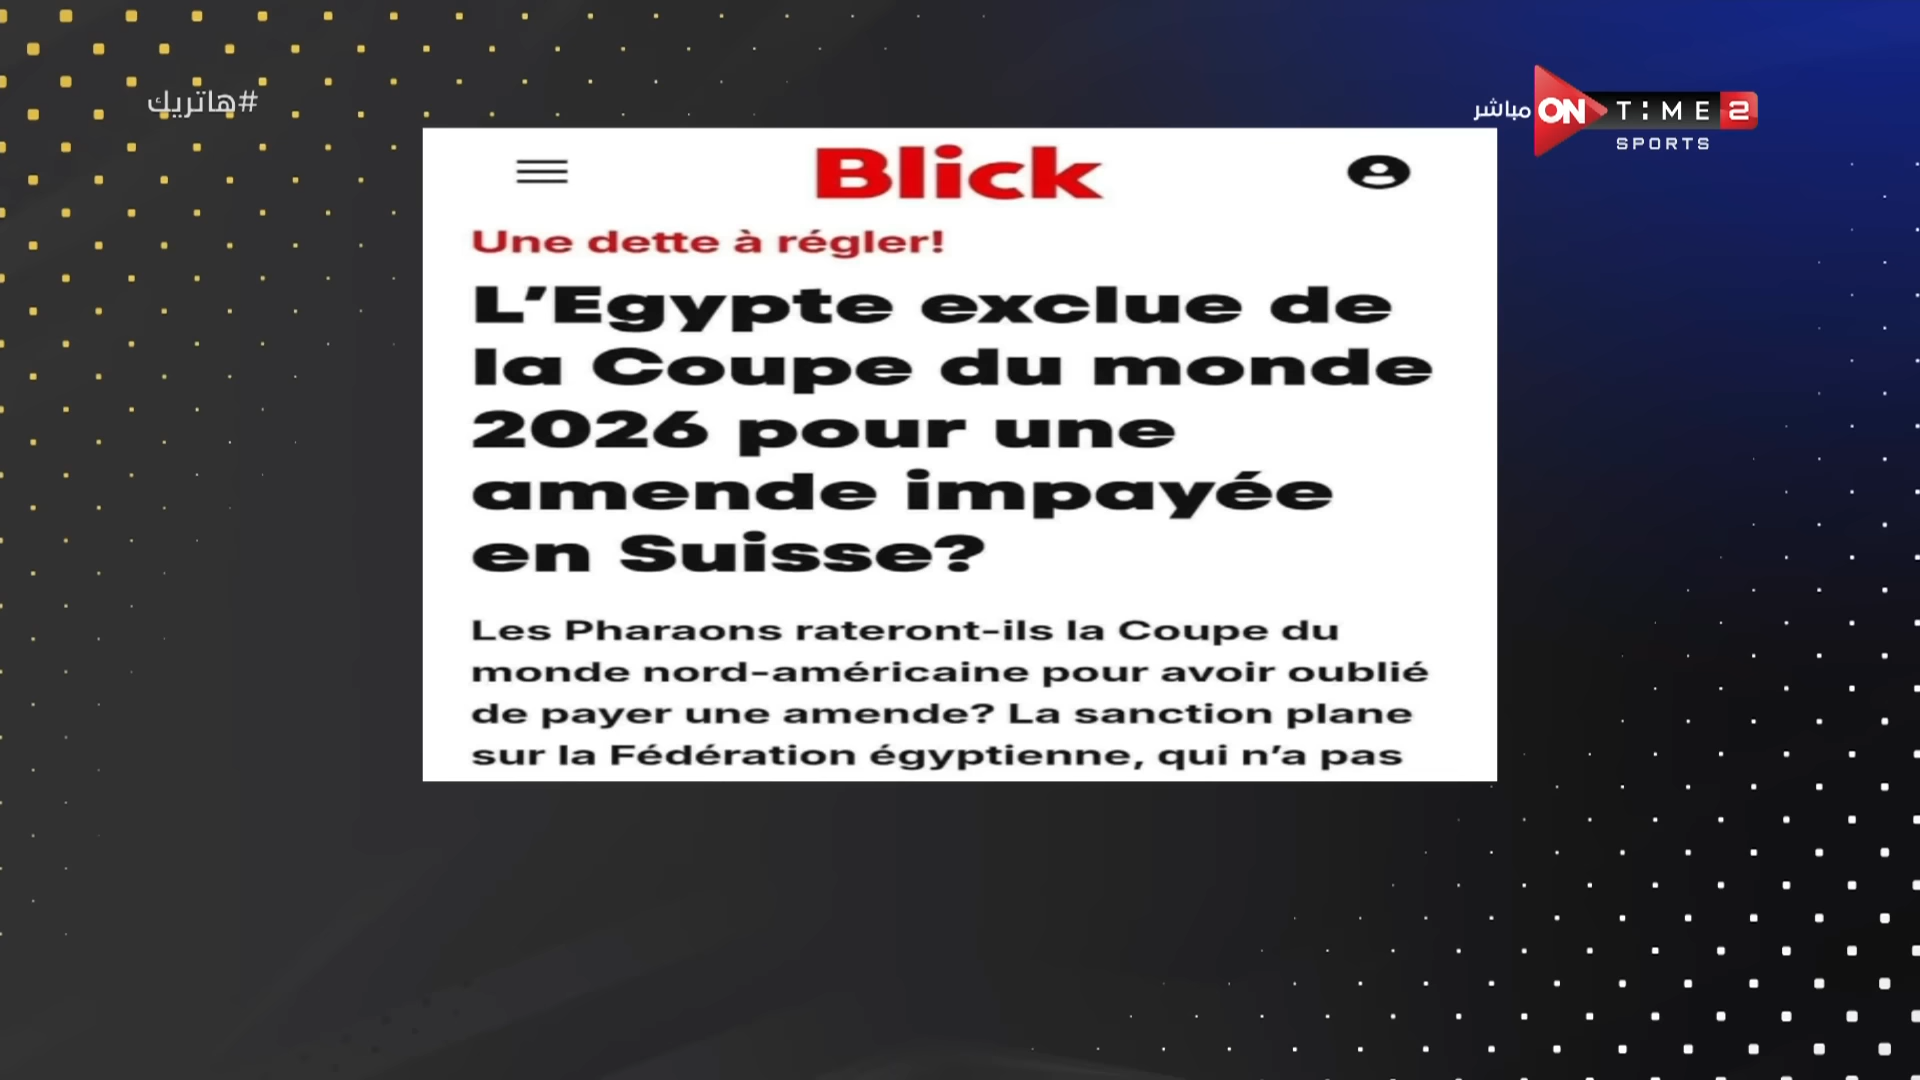 #هاتريك
مباشر ON TIME 2
SPORTS
Blick
Une dette à régler!
L’Egypte exclue de
la Coupe du monde
2026 pour une
amende impayée
en Suisse?
Les Pharaons rateront-ils la Coupe du
monde nord-américaine pour avoir oublié
de payer une amende? La sanction plane
sur la Fédération égyptienne, qui n’a pas